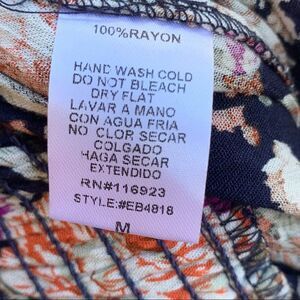 100%RAYON
HAND WASH COLD
DO NOT BLEACH
DRY FLAT
LAVAR A MANO
CON AGUA FRIA
NO CLOR SECAR
COLGADO
HAGA SECAR
EXTENDIDO
RN#116923
STYLE:#EB4818
M